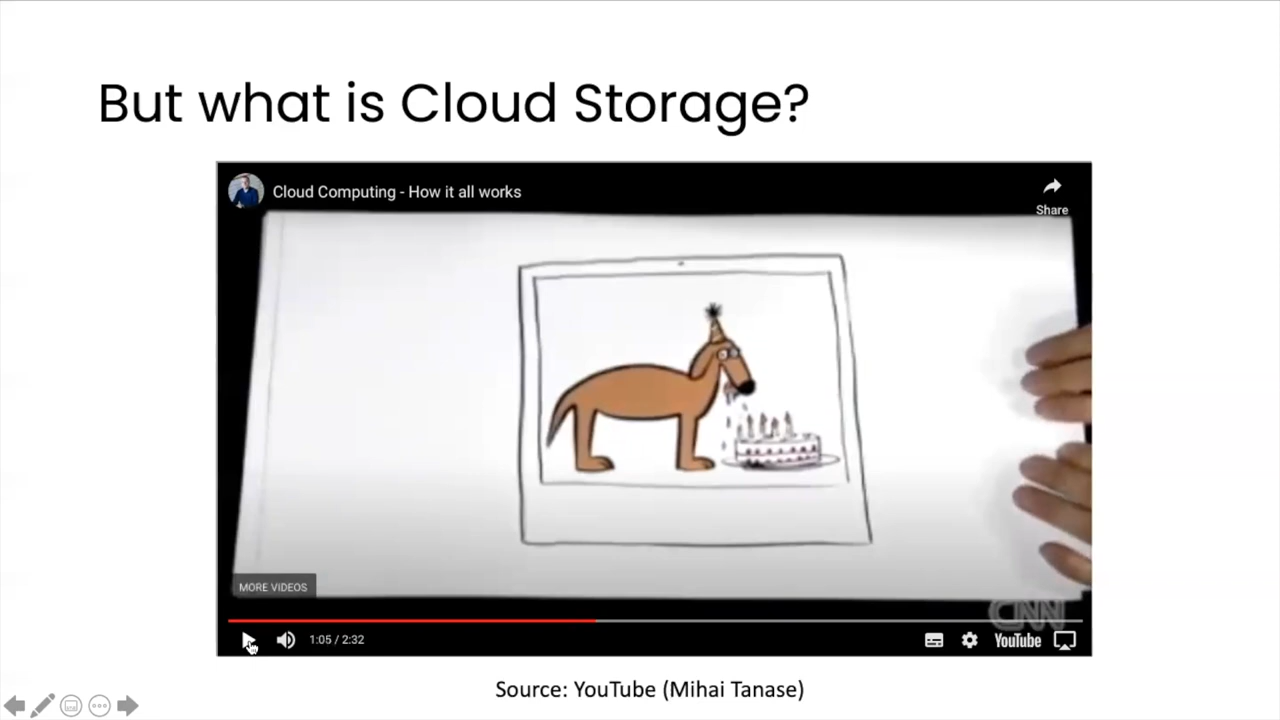 But what is Cloud Storage?
Cloud Computing - How it all works
Share
MORE VIDEOS
CNN
1:05 / 2:32
YouTube
Source: YouTube (Mihai Tanase)